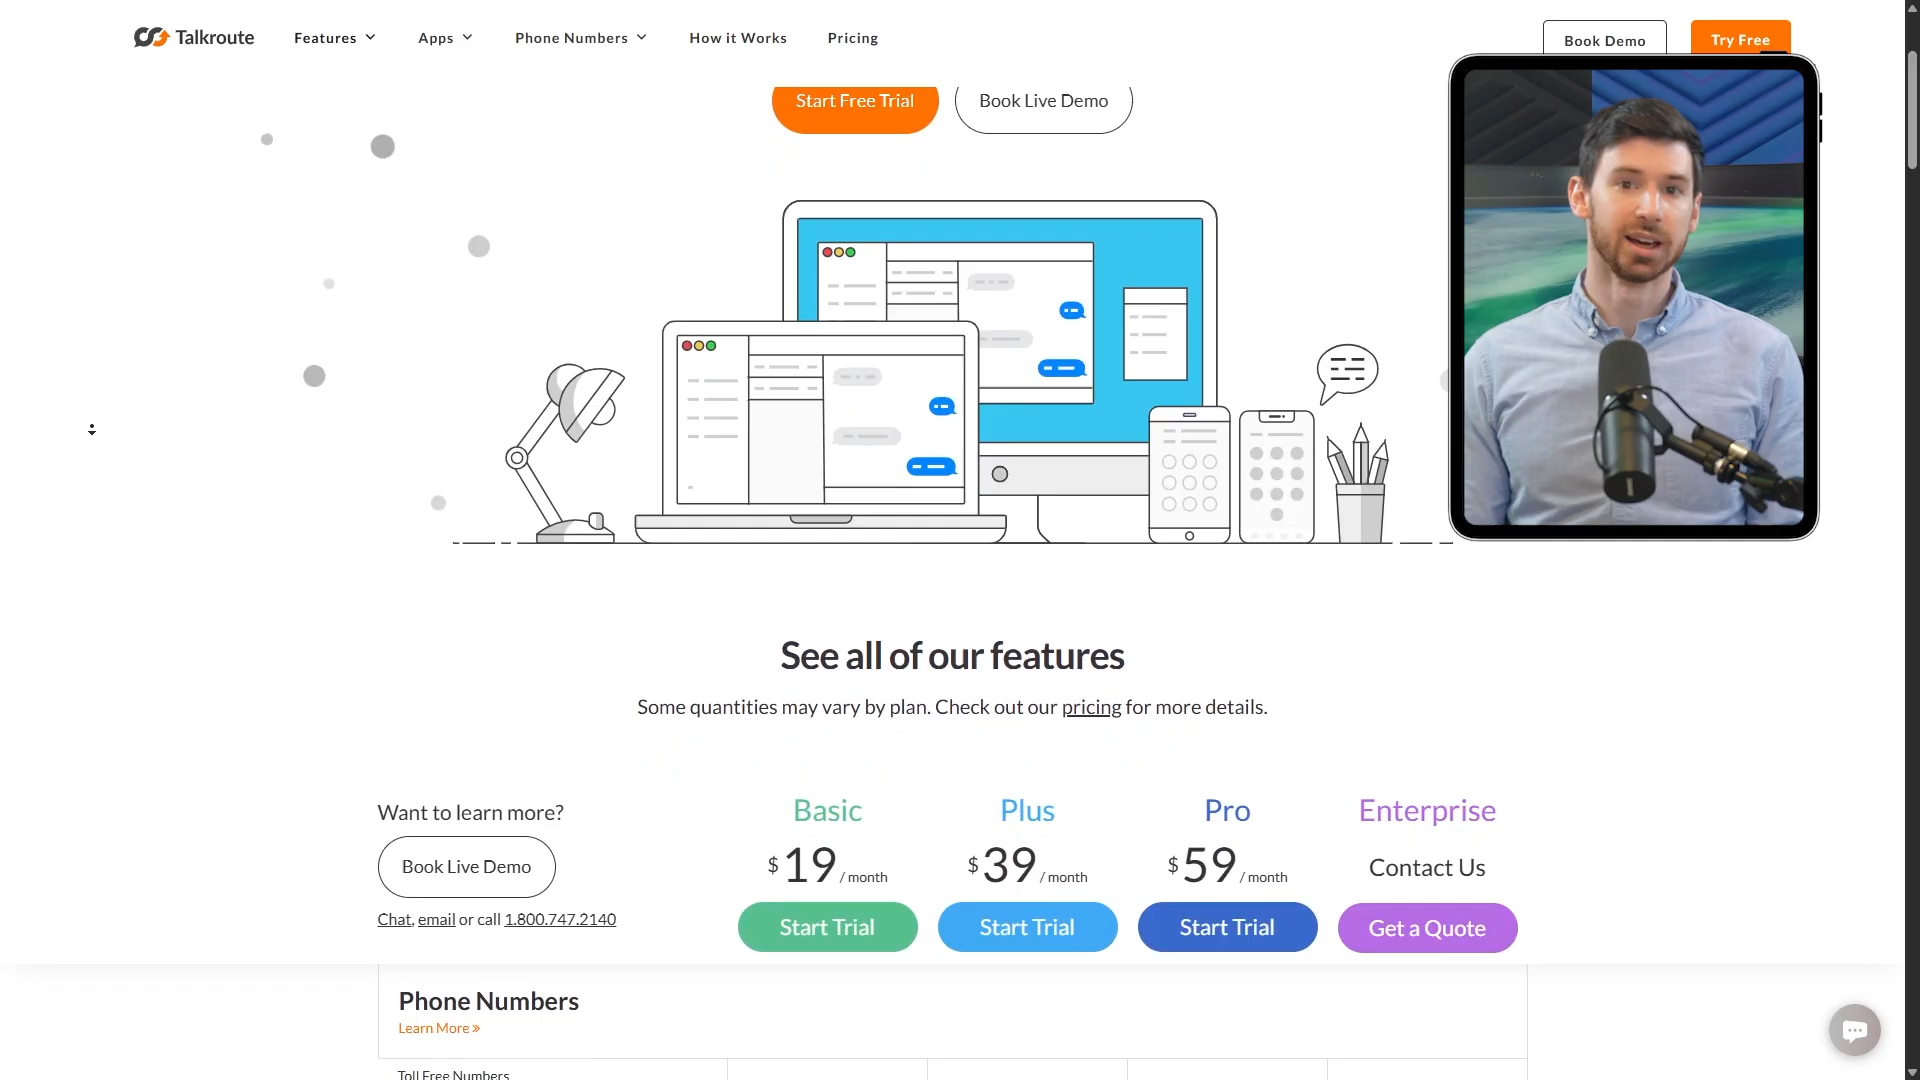 Talkroute
Features
Apps
Phone Numbers
How it Works
Pricing
Book Demo
Try Free
Start Free Trial
Book Live Demo
See all of our features
Some quantities may vary by plan. Check out our pricing for more details.
Want to learn more?
Book Live Demo
Chat, email or call 1.800.747.2140
Basic
$19 / month
Start Trial
Plus
$39 / month
Start Trial
Pro
$59 / month
Start Trial
Enterprise
Contact Us
Get a Quote
Phone Numbers
Learn More »
Toll Free Numbers